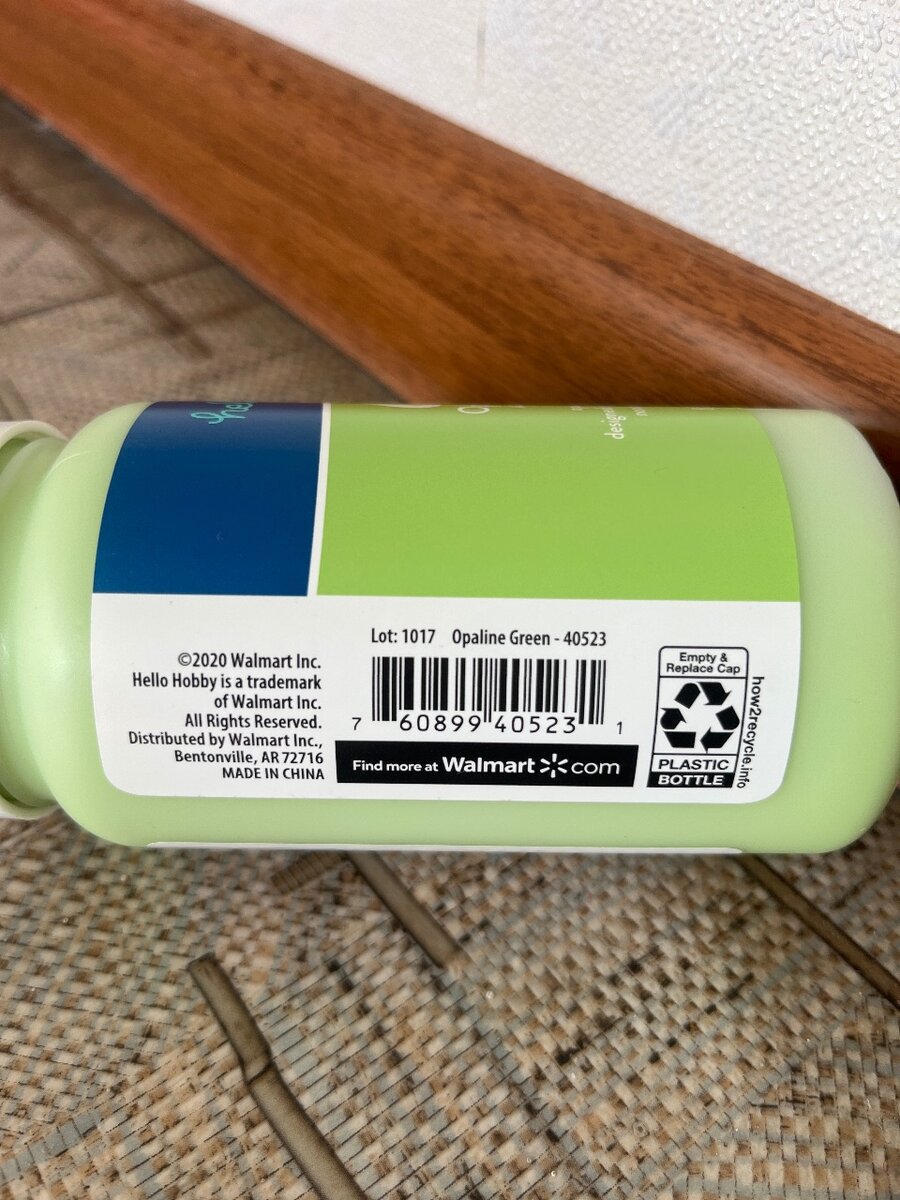 ©2020 Walmart Inc.
Hello Hobby is a trademark
of Walmart Inc.
All Rights Reserved.
Distributed by Walmart Inc.,
Bentonville, AR 72716
MADE IN CHINA
Lot: 1017 Opaline Green - 40523
7 60899 40523 1
Find more at Walmart com
Empty &
Replace Cap
PLASTIC
BOTTLE
how2recycle.info